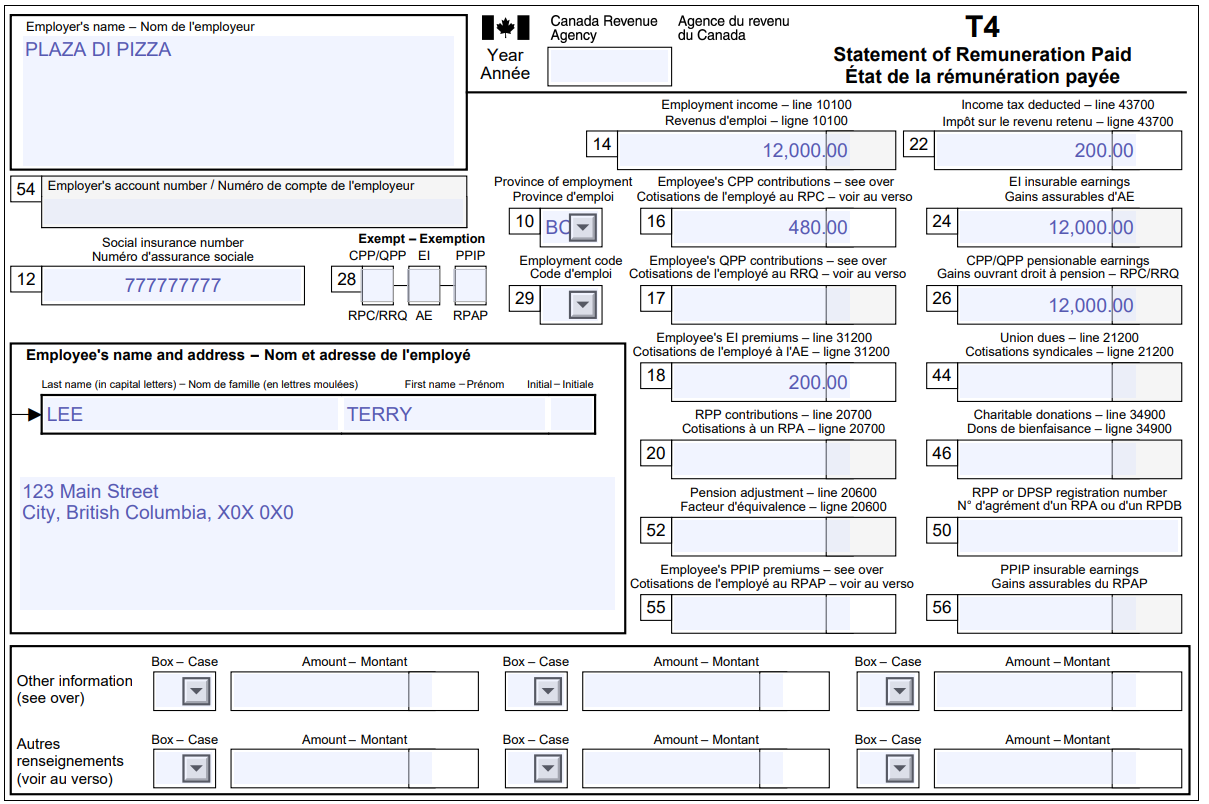 Employer's name – Nom de l'employeur
PLAZA DI PIZZA
Canada Revenue
Agency
Agence du revenu
du Canada
Year
Année
T4
Statement of Remuneration Paid
État de la rémunération payée
Employment income – line 10100
Revenus d'emploi – ligne 10100
14
12,000.00
Income tax deducted – line 43700
Impôt sur le revenu retenu – ligne 43700
22
200.00
54
Employer's account number / Numéro de compte de l'employeur
Province of employment
Province d'emploi
10
BC
Employee's CPP contributions – see over
Cotisations de l'employé au RPC – voir au verso
16
480.00
EI insurable earnings
Gains assurables d'AE
24
12,000.00
Social insurance number
Numéro d'assurance sociale
12
777777777
Exempt – Exemption
CPP/QPP EI PPIP
28
RPC/RRQ AE RPAP
Employment code
Code d'emploi
29
Employee's QPP contributions – see over
Cotisations de l'employé au RRQ – voir au verso
17
CPP/QPP pensionable earnings
Gains ouvrant droit à pension – RPC/RRQ
26
12,000.00
Employee's name and address – Nom et adresse de l'employé
Last name (in capital letters) – Nom de famille (en lettres moulées)
First name – Prénom
Initial – Initiale
LEE
TERRY
123 Main Street
City, British Columbia, X0X 0X0
Employee's EI premiums – line 31200
Cotisations de l'employé à l'AE – ligne 31200
18
200.00
Union dues – line 21200
Cotisations syndicales – ligne 21200
44
RPP contributions – line 20700
Cotisations à un RPA – ligne 20700
20
Charitable donations – line 34900
Dons de bienfaisance – ligne 34900
46
Pension adjustment – line 20600
Facteur d'équivalence – ligne 20600
52
RPP or DPSP registration number
N° d'agrément d'un RPA ou d'un RPDB
50
Employee's PPIP premiums – see over
Cotisations de l'employé au RPAP – voir au verso
55
PPIP insurable earnings
Gains assurables du RPAP
56
Other information
(see over)
Box – Case
Amount – Montant
Box – Case
Amount – Montant
Box – Case
Amount – Montant
Autres
renseignements
(voir au verso)
Box – Case
Amount – Montant
Box – Case
Amount – Montant
Box – Case
Amount – Montant